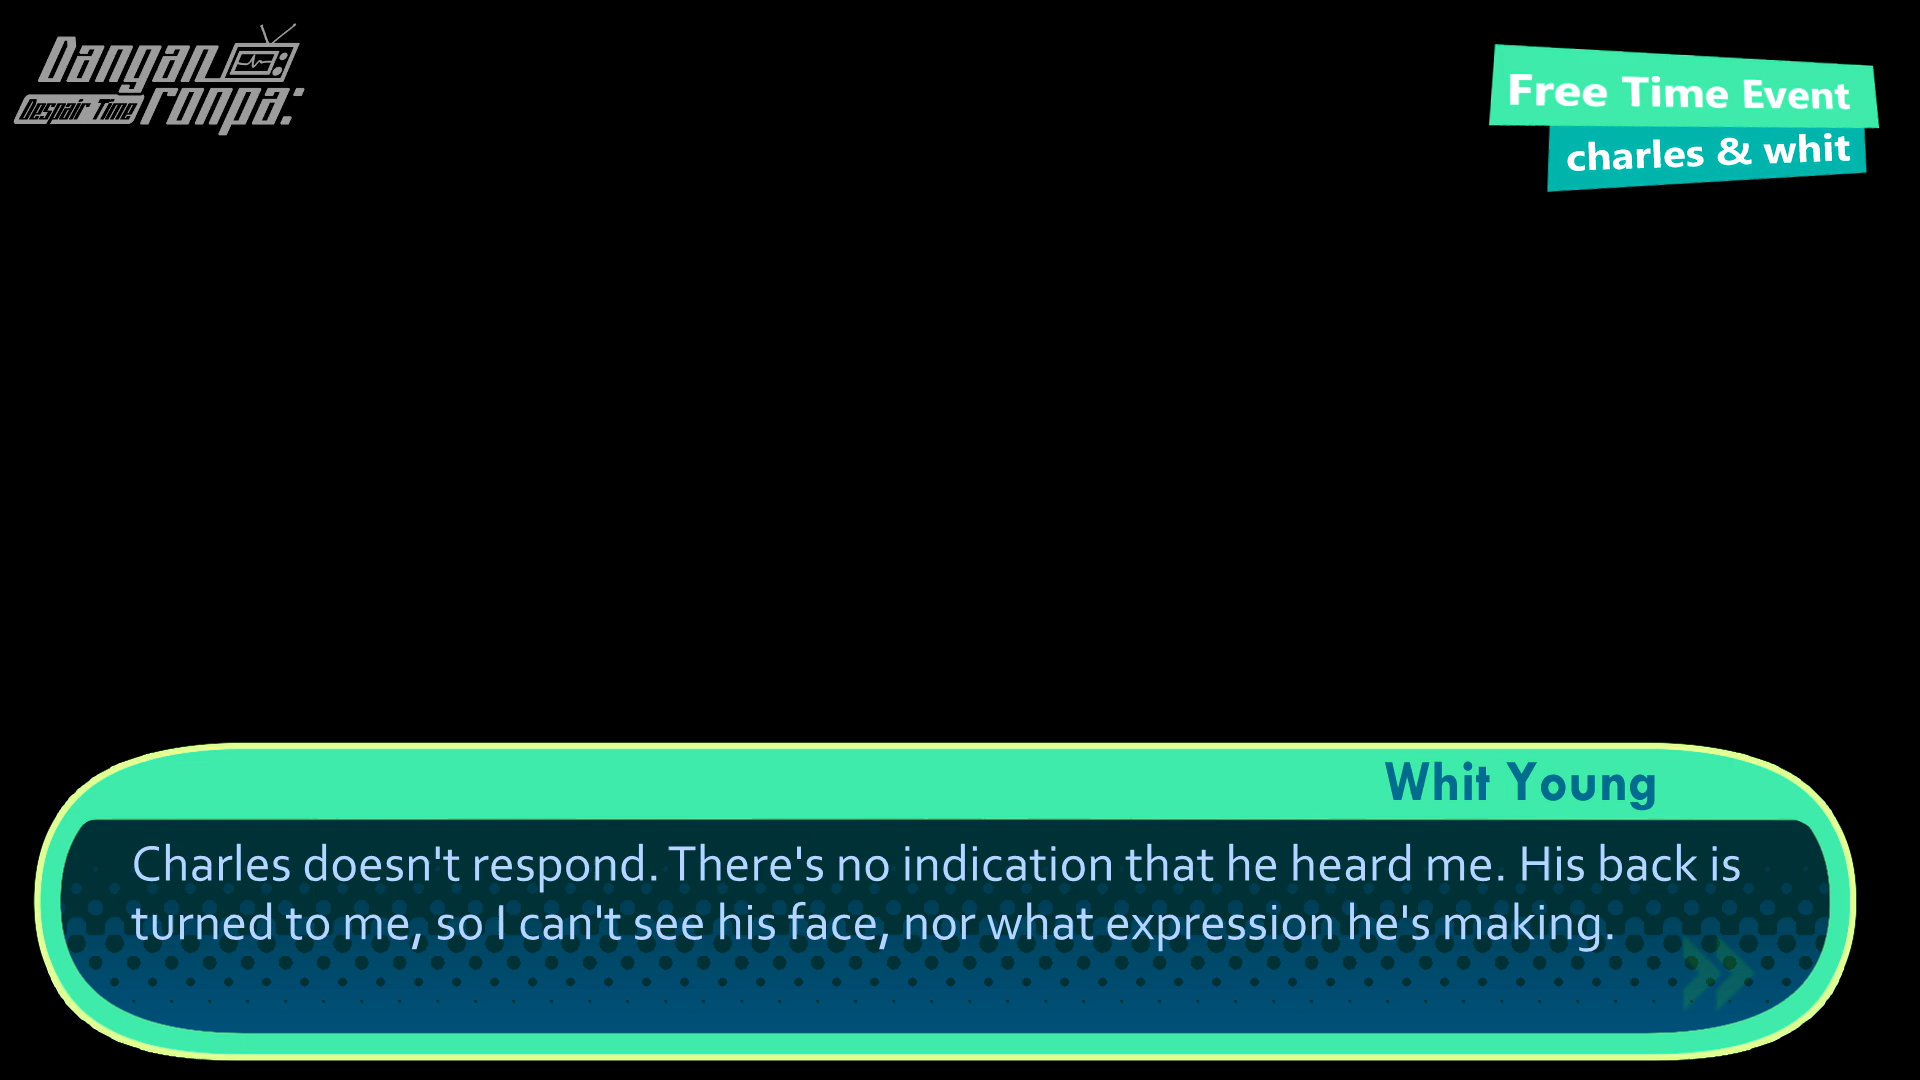 Dangan
Despair Time ronpa:
Free Time Event
charles & whit
Whit Young
Charles doesn't respond. There's no indication that he heard me. His back is
turned to me, so I can't see his face, nor what expression he's making.